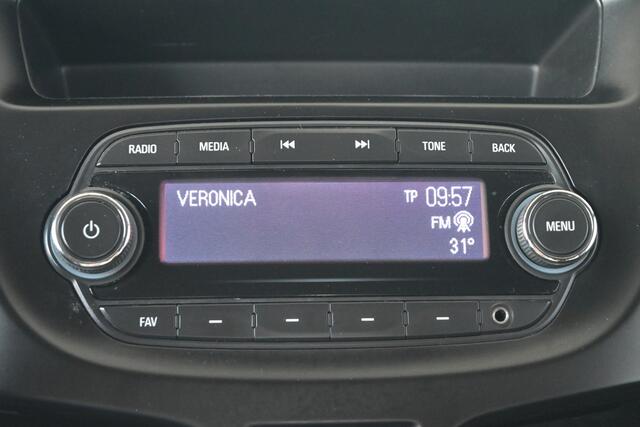 RADIO MEDIA TONE BACK
VERONICA TP 09:57
FM
31°
MENU
FAV